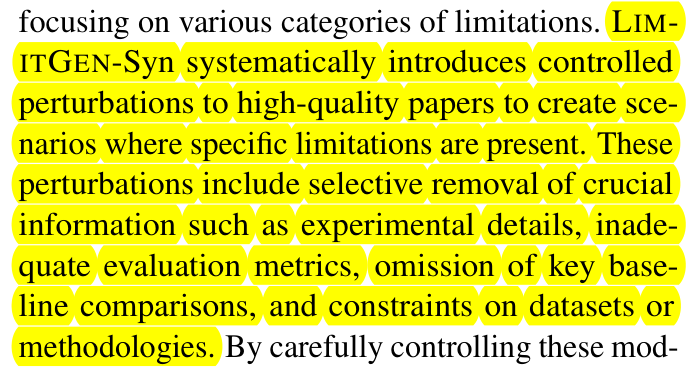 focusing on various categories of limitations. LIM-
ITGEN-Syn systematically introduces controlled
perturbations to high-quality papers to create sce-
narios where specific limitations are present. These
perturbations include selective removal of crucial
information such as experimental details, inade-
quate evaluation metrics, omission of key base-
line comparisons, and constraints on datasets or
methodologies. By carefully controlling these mod-